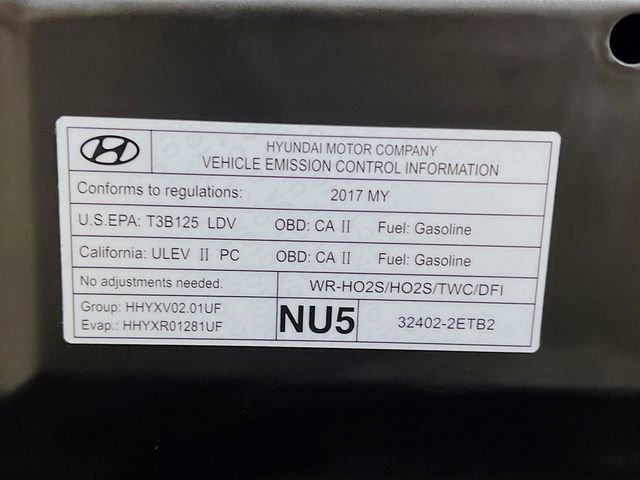 HYUNDAI MOTOR COMPANY
VEHICLE EMISSION CONTROL INFORMATION
Conforms to regulations: 2017 MY
U.S.EPA: T3B125 LDV OBD: CA II Fuel: Gasoline
California: ULEV II PC OBD: CA II Fuel: Gasoline
No adjustments needed. WR-HO2S/HO2S/TWC/DFI
Group: HHYXV02.01UF
Evap.: HHYXR01281UF
NU5
32402-2ETB2